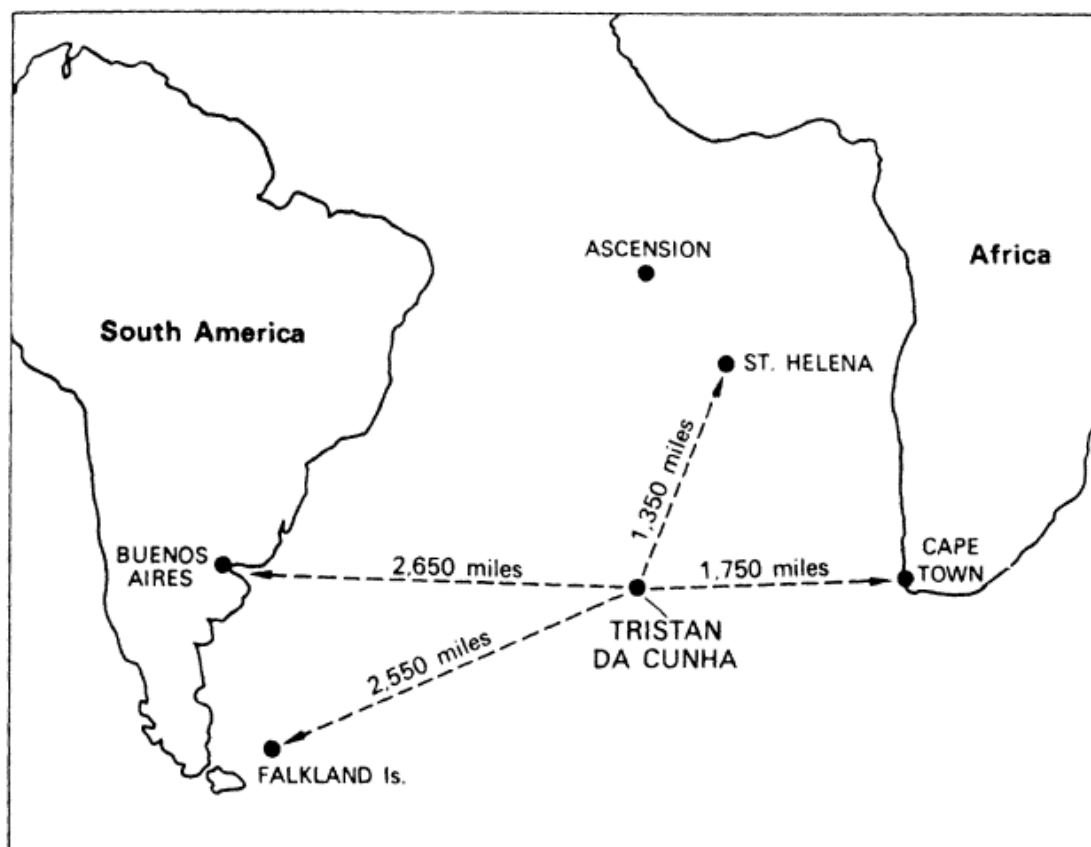 ASCENSION
Africa
South America
ST. HELENA
1,350 miles
BUENOS
AIRES
2,650 miles
1,750 miles
CAPE
TOWN
TRISTAN
DA CUNHA
2,550 miles
FALKLAND Is.